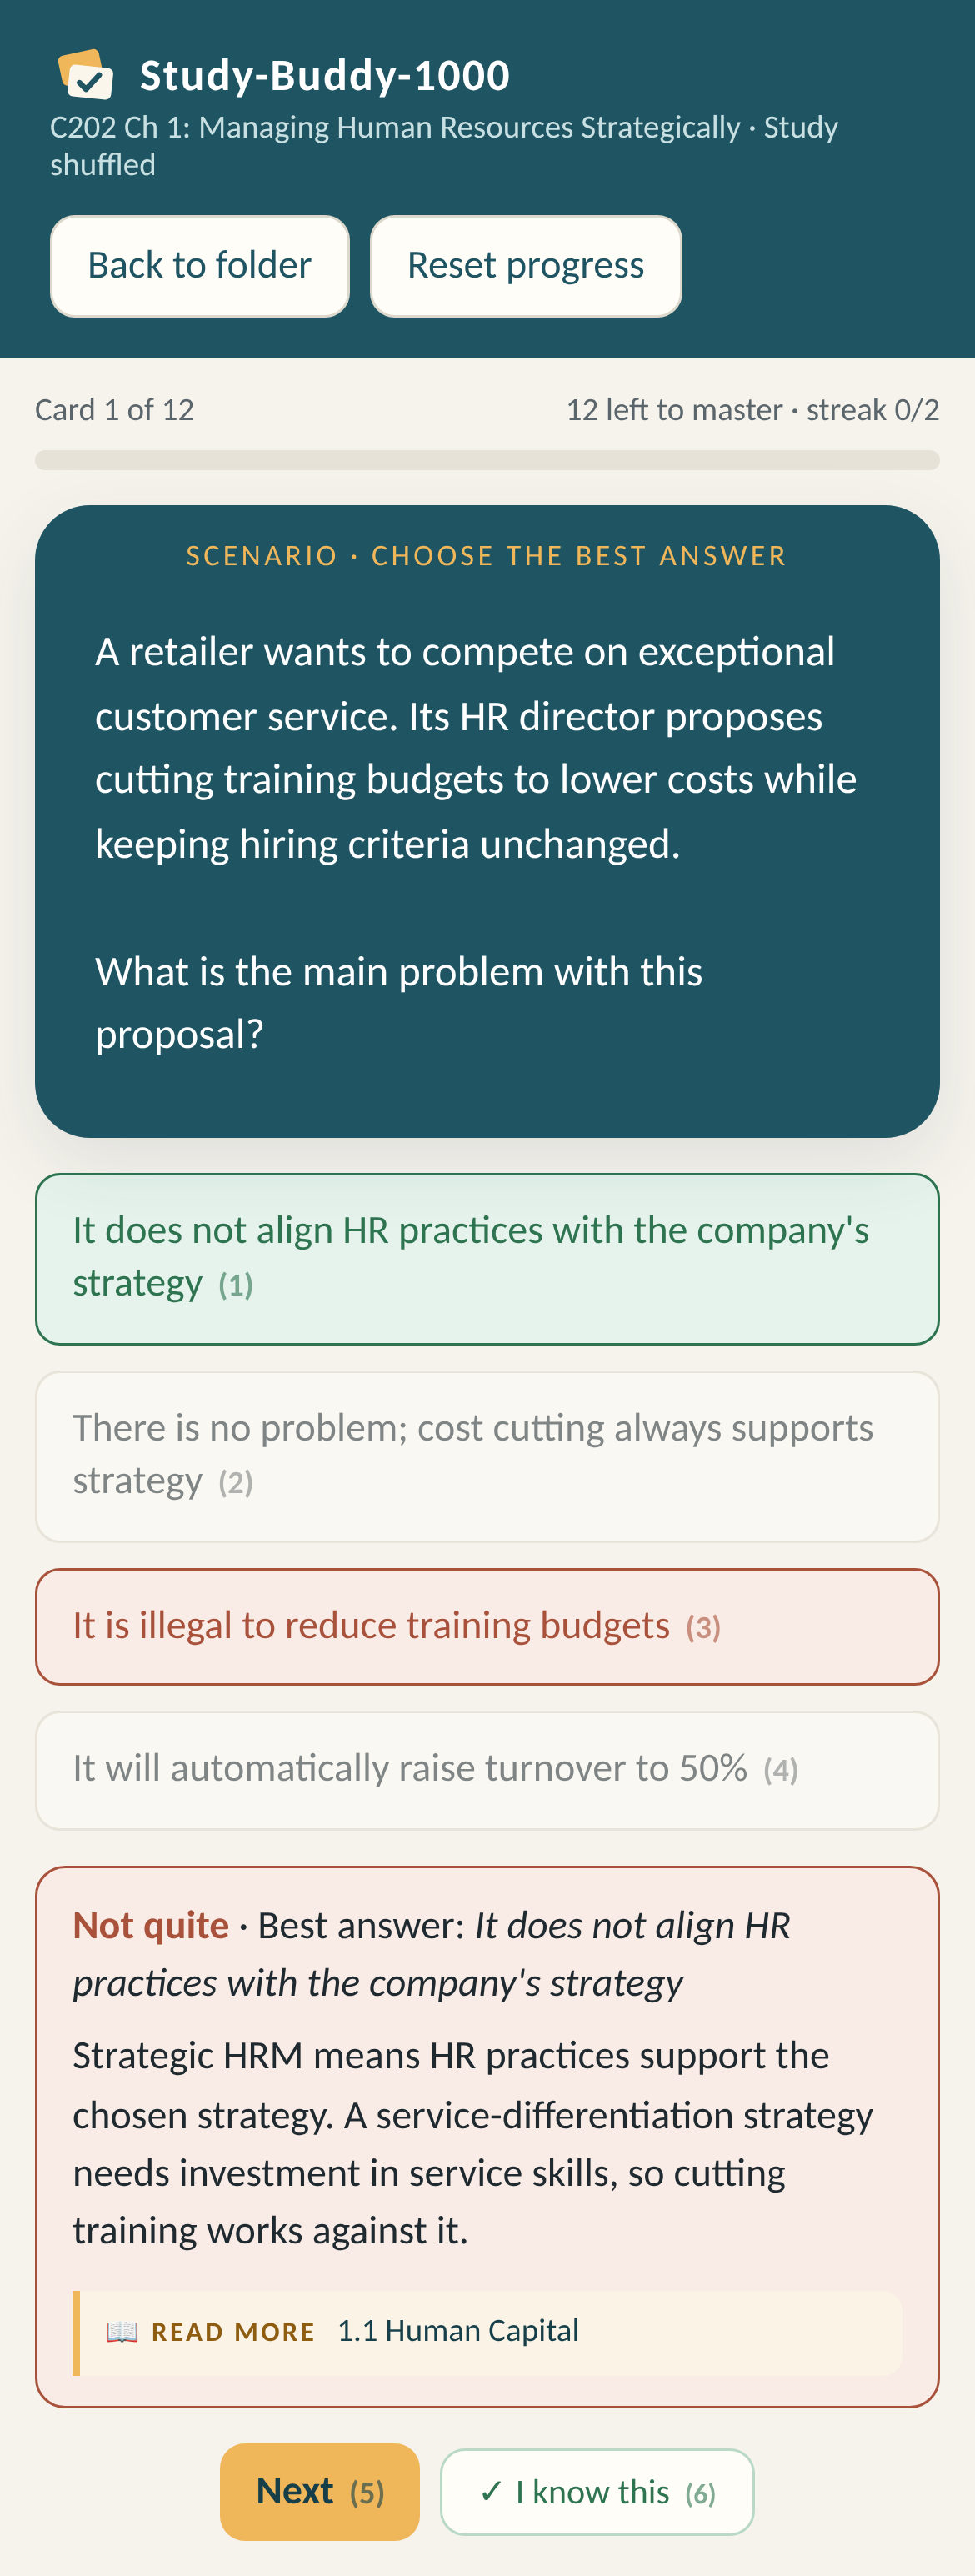 Study-Buddy-1000
C202 Ch 1: Managing Human Resources Strategically · Study
shuffled
Back to folder
Reset progress
Card 1 of 12
12 left to master · streak 0/2
SCENARIO · CHOOSE THE BEST ANSWER
A retailer wants to compete on exceptional
customer service. Its HR director proposes
cutting training budgets to lower costs while
keeping hiring criteria unchanged.
What is the main problem with this
proposal?
It does not align HR practices with the company's
strategy (1)
There is no problem; cost cutting always supports
strategy (2)
It is illegal to reduce training budgets (3)
It will automatically raise turnover to 50% (4)
Not quite · Best answer: It does not align HR
practices with the company's strategy
Strategic HRM means HR practices support the
chosen strategy. A service-differentiation strategy
needs investment in service skills, so cutting
training works against it.
📖 READ MORE 1.1 Human Capital
Next (5)
✓ I know this (6)